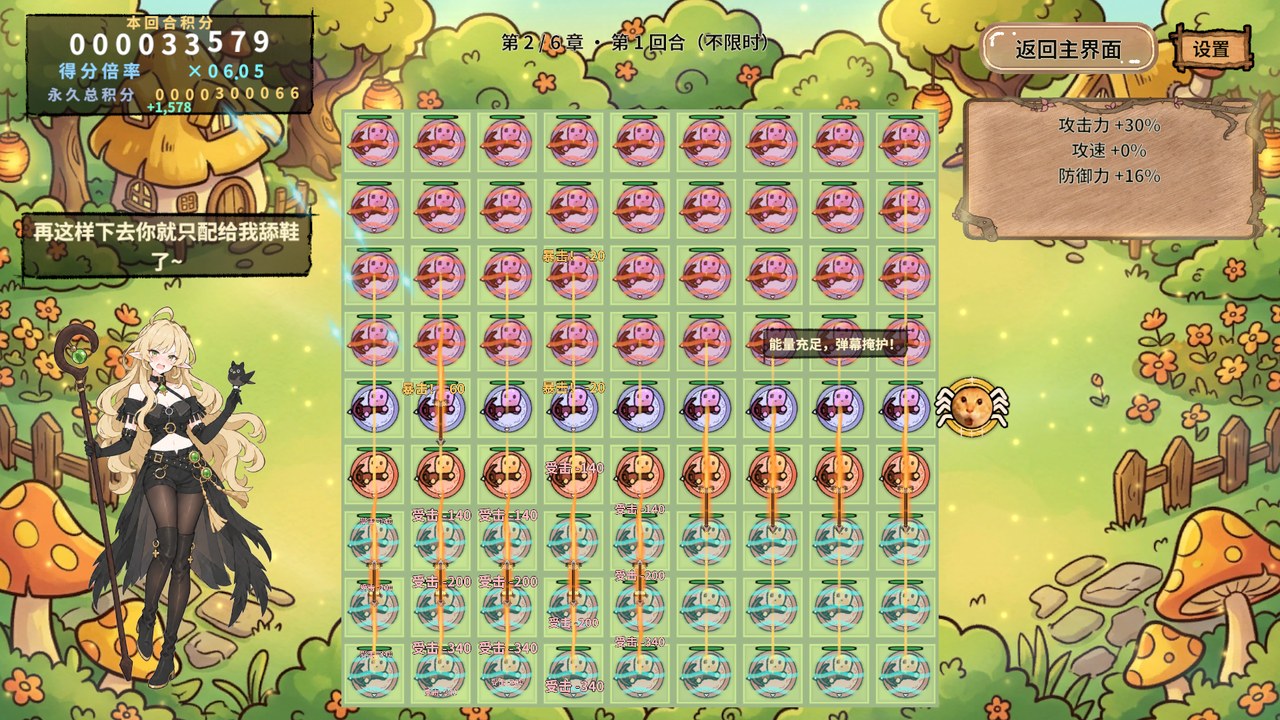 本回合积分
000033579
得分倍率 ×06.05
永久总积分 0000300066
+1,578
第 2 / 6 章 · 第 1 回合（不限时）
返回主界面
设置
攻击力 +30%
攻速 +0%
防御力 +16%
再这样下去你就只配给我舔鞋
了~
暴击！-20
能量充足，弹幕掩护！
暴击！-60
暴击！-30
受击-140
受击-140
受击-140 受击-140
受击-200
受击-200 受击-200
受击-200
受击-340
受击-340 受击-340
受击-340